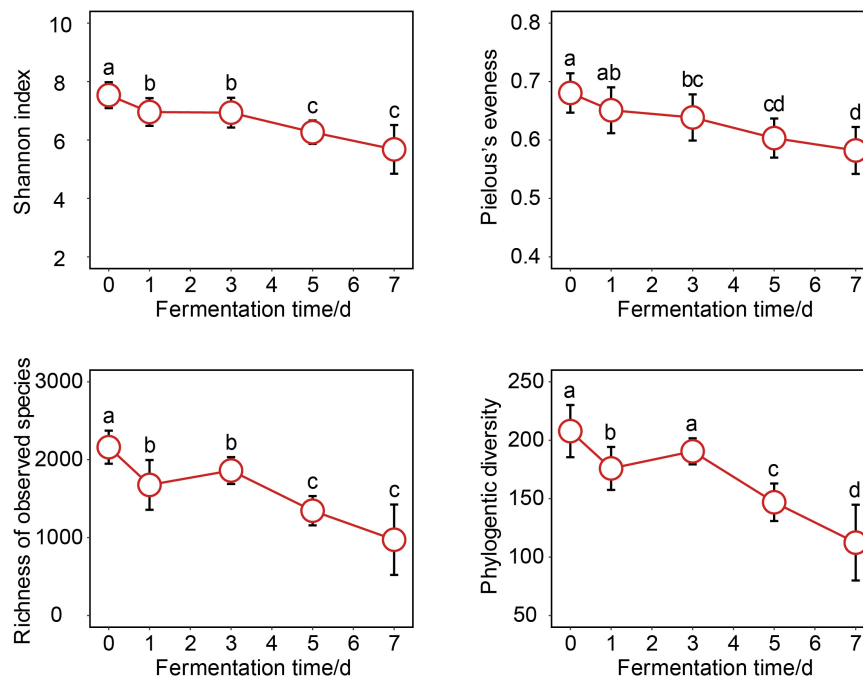 Shannon index
10
8
6
4
2
a
b
b
c
c
0 1 2 3 4 5 6 7
Fermentation time/d
Pielous's eveness
0.8
0.7
0.6
0.5
0.4
a
ab
bc
cd
d
0 1 2 3 4 5 6 7
Fermentation time/d
Richness of observed species
3000
2000
1000
0
a
b
b
c
c
0 1 2 3 4 5 6 7
Fermentation time/d
Phylogentic diversity
250
200
150
100
50
a
b
a
c
d
0 1 2 3 4 5 6 7
Fermentation time/d